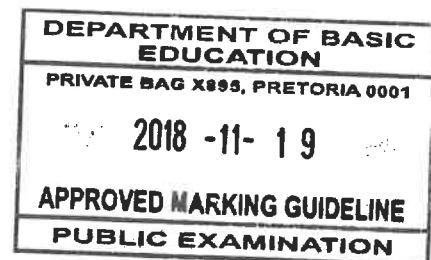 DEPARTMENT OF BASIC
EDUCATION
PRIVATE BAG X895, PRETORIA 0001
2018 -11- 19
APPROVED MARKING GUIDELINE
PUBLIC EXAMINATION